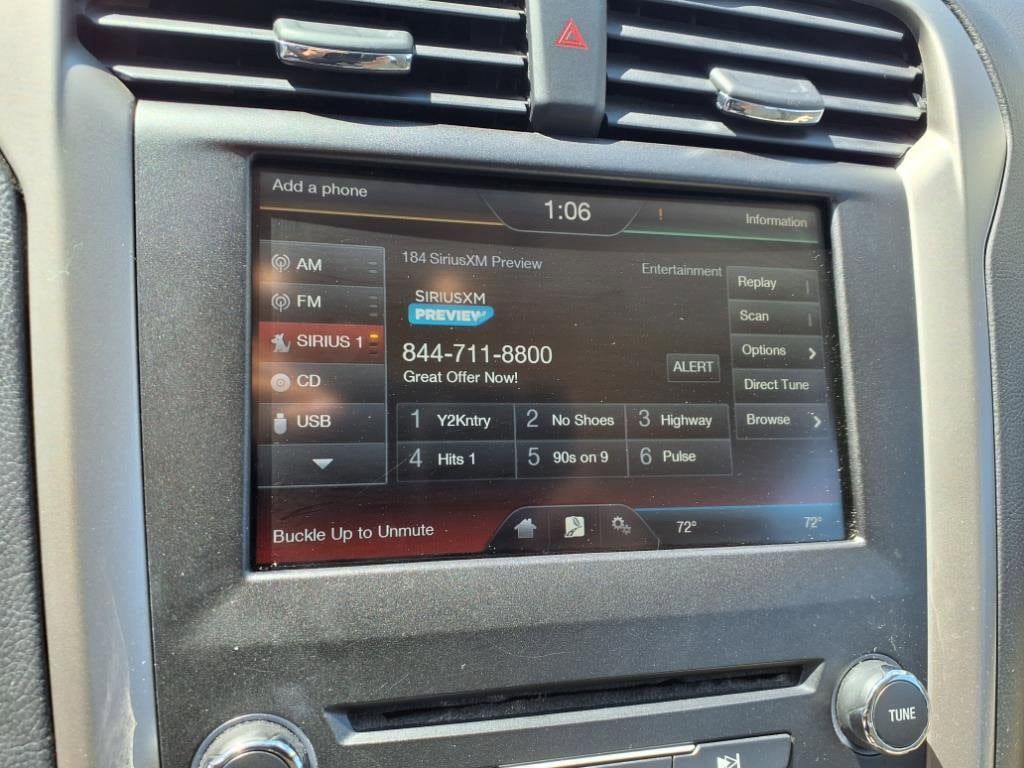 Add a phone
1:06
!
Information
AM
FM
SIRIUS 1
CD
USB
184 SiriusXM Preview
Entertainment
SIRIUSXM
PREVIEW
844-711-8800
Great Offer Now!
ALERT
1 Y2Kntry
2 No Shoes
3 Highway
4 Hits 1
5 90s on 9
6 Pulse
Replay
Scan
Options
Direct Tune
Browse
Buckle Up to Unmute
72°
72°
TUNE